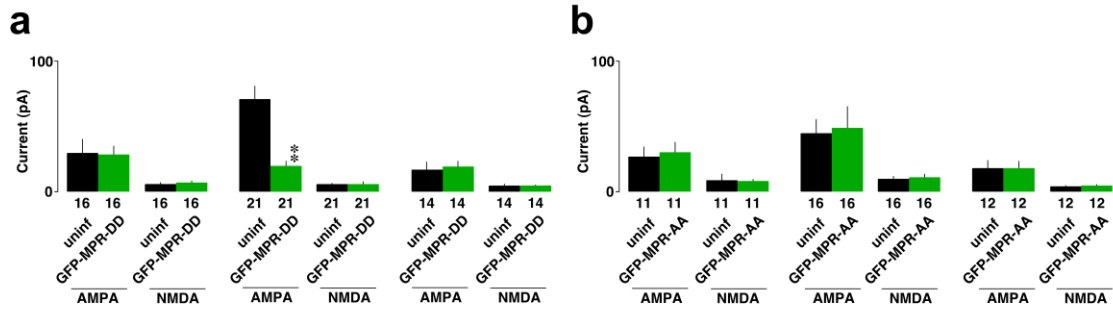 a
b
100
100
Current (pA)
Current (pA)
**
0
0
16 16 16 16 21 21 21 21 14 14 14 14
11 11 11 11 16 16 16 16 12 12 12 12
uninf GFP-MPR-DD uninf GFP-MPR-DD uninf GFP-MPR-DD uninf GFP-MPR-DD uninf GFP-MPR-DD uninf GFP-MPR-DD
uninf GFP-MPR-AA uninf GFP-MPR-AA uninf GFP-MPR-AA uninf GFP-MPR-AA uninf GFP-MPR-AA uninf GFP-MPR-AA
AMPA NMDA AMPA NMDA AMPA NMDA
AMPA NMDA AMPA NMDA AMPA NMDA